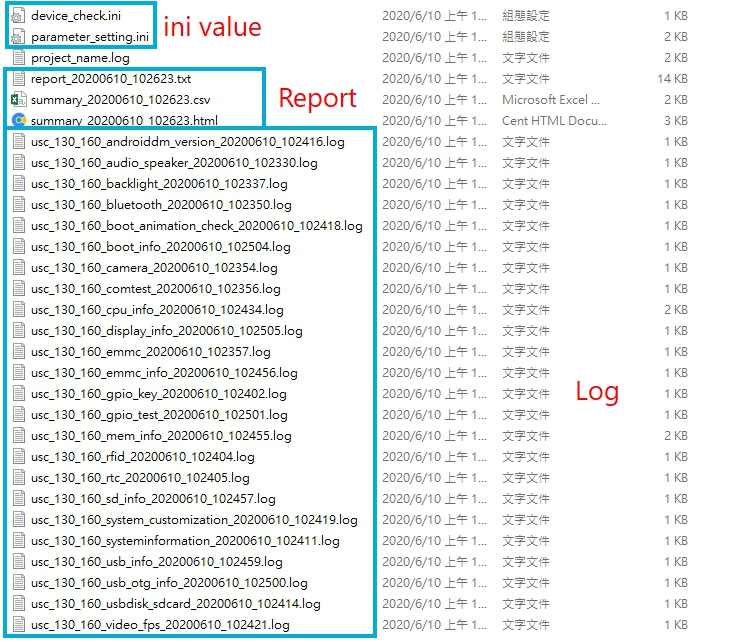 device_check.ini 2020/6/10 上午 1... 組態設定 1 KB
parameter_setting.ini 2020/6/10 上午 1... 組態設定 2 KB
ini value
project_name.log 2020/6/10 上午 1... 文字文件 1 KB
report_20200610_102623.txt 2020/6/10 上午 1... 文字文件 14 KB
summary_20200610_102623.csv 2020/6/10 上午 1... Microsoft Excel ... 2 KB
Report
summary_20200610_102623.html 2020/6/10 上午 1... Cent HTML Docu... 3 KB
usc_130_160_androiddm_version_20200610_102416.log 2020/6/10 上午 1... 文字文件 1 KB
usc_130_160_audio_speaker_20200610_102330.log 2020/6/10 上午 1... 文字文件 1 KB
usc_130_160_backlight_20200610_102337.log 2020/6/10 上午 1... 文字文件 1 KB
usc_130_160_bluetooth_20200610_102350.log 2020/6/10 上午 1... 文字文件 1 KB
usc_130_160_boot_animation_check_20200610_102418.log 2020/6/10 上午 1... 文字文件 1 KB
usc_130_160_boot_info_20200610_102504.log 2020/6/10 上午 1... 文字文件 1 KB
usc_130_160_camera_20200610_102354.log 2020/6/10 上午 1... 文字文件 1 KB
usc_130_160_comtest_20200610_102356.log 2020/6/10 上午 1... 文字文件 1 KB
usc_130_160_cpu_info_20200610_102434.log 2020/6/10 上午 1... 文字文件 2 KB
usc_130_160_display_info_20200610_102505.log 2020/6/10 上午 1... 文字文件 1 KB
usc_130_160_emmc_20200610_102357.log 2020/6/10 上午 1... 文字文件 1 KB
usc_130_160_emmc_info_20200610_102456.log 2020/6/10 上午 1... 文字文件 1 KB
usc_130_160_gpio_key_20200610_102402.log 2020/6/10 上午 1... 文字文件 1 KB
Log
usc_130_160_gpio_test_20200610_102501.log 2020/6/10 上午 1... 文字文件 1 KB
usc_130_160_mem_info_20200610_102455.log 2020/6/10 上午 1... 文字文件 2 KB
usc_130_160_rfid_20200610_102404.log 2020/6/10 上午 1... 文字文件 1 KB
usc_130_160_rtc_20200610_102405.log 2020/6/10 上午 1... 文字文件 1 KB
usc_130_160_sd_info_20200610_102457.log 2020/6/10 上午 1... 文字文件 1 KB
usc_130_160_system_customization_20200610_102419.log 2020/6/10 上午 1... 文字文件 1 KB
usc_130_160_systeminformation_20200610_102411.log 2020/6/10 上午 1... 文字文件 1 KB
usc_130_160_usb_info_20200610_102459.log 2020/6/10 上午 1... 文字文件 1 KB
usc_130_160_usb_otg_info_20200610_102500.log 2020/6/10 上午 1... 文字文件 1 KB
usc_130_160_usbdisk_sdcard_20200610_102414.log 2020/6/10 上午 1... 文字文件 1 KB
usc_130_160_video_fps_20200610_102421.log 2020/6/10 上午 1... 文字文件 1 KB